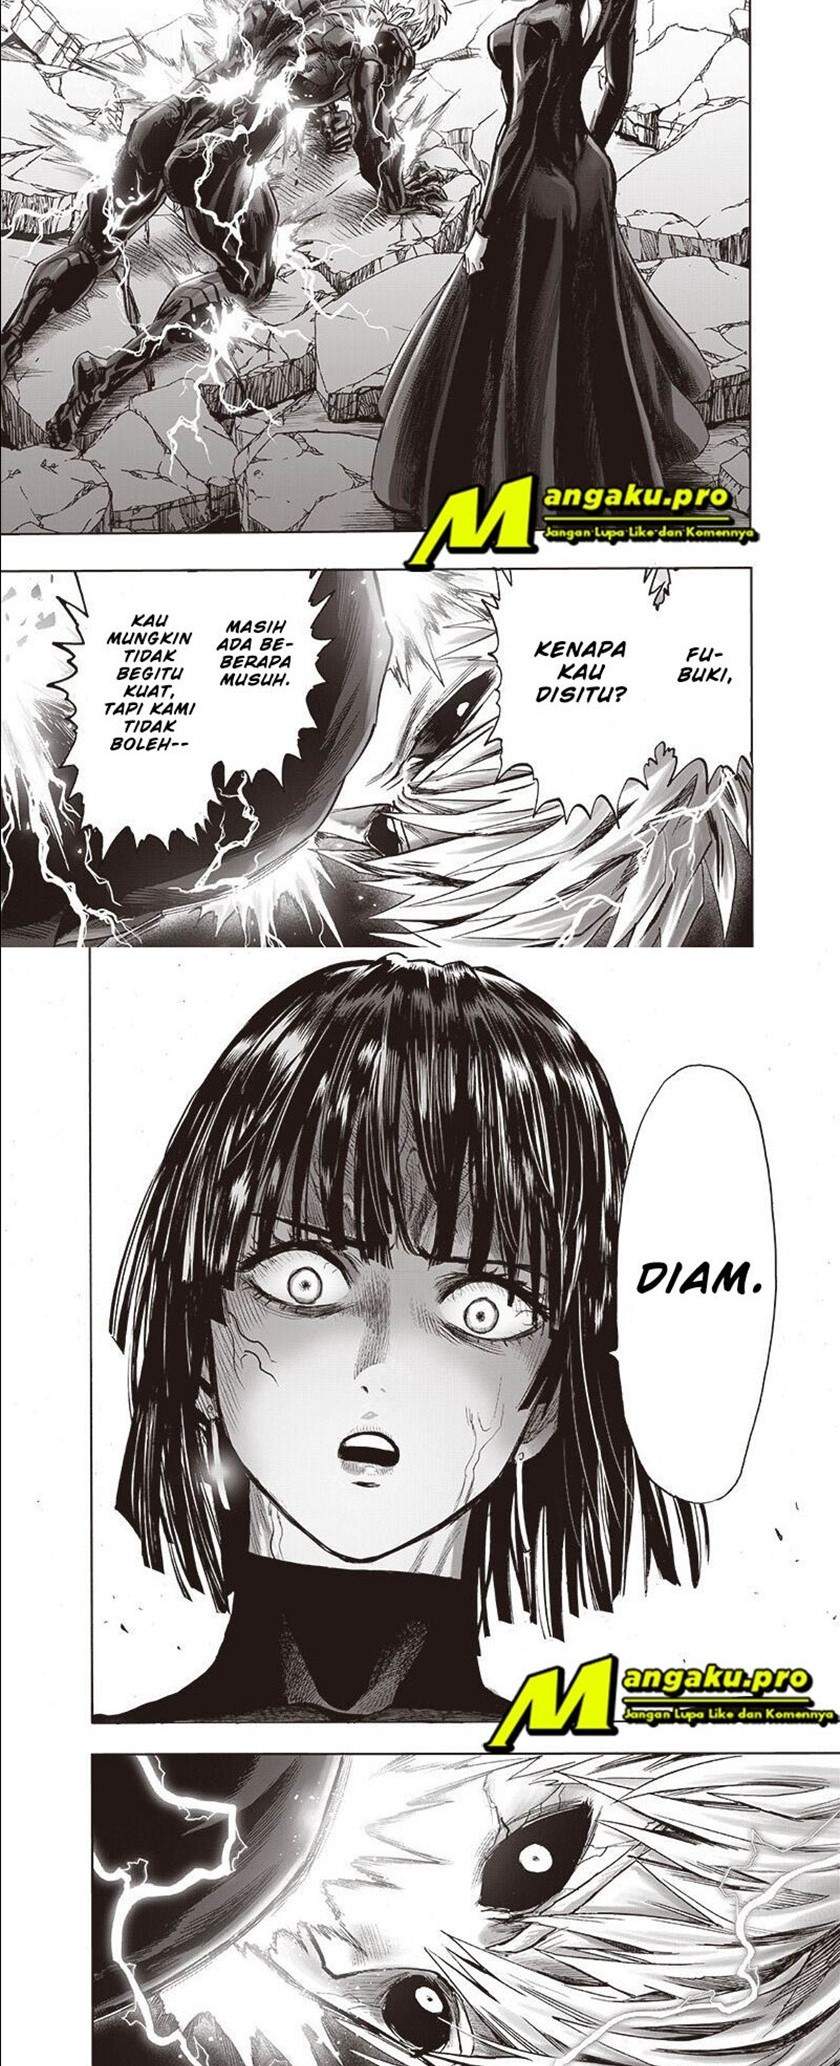 Mangaku.pro
Jangan Lupa Like dan Komennya
FU-
BUKI,
KENAPA
KAU
DISITU?
MASIH
ADA BE-
BERAPA
MUSUH.
KAU
MUNGKIN
TIDAK
BEGITU
KUAT,
TAPI KAMI
TIDAK
BOLEH--
DIAM.
Mangaku.pro
Jangan Lupa Like dan Komennya